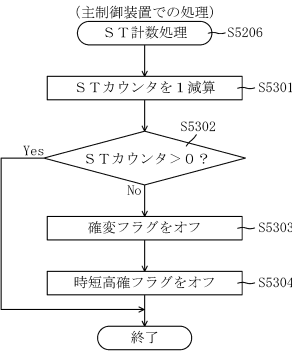 (主制御装置での処理)
ST計数処理
S5206
STカウンタを1減算
S5301
S5302
STカウンタ>0?
Yes
No
確変フラグをオフ
S5303
時短高確フラグをオフ
S5304
終了